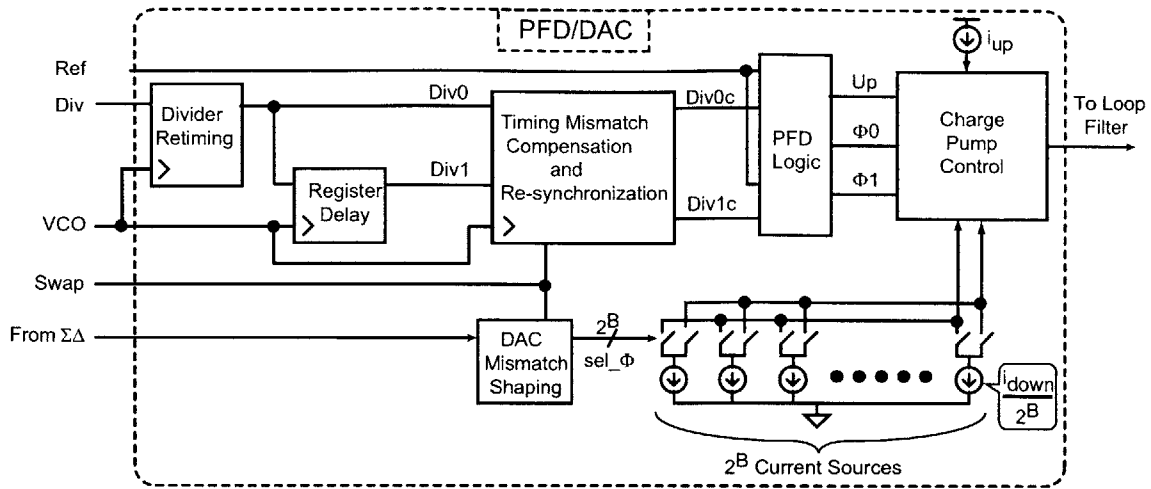 PFD/DAC
Ref
Div
VCO
Swap
From ΣΔ
Divider
Retiming
Register
Delay
Div0
Div1
Timing Mismatch
Compensation
and
Re-synchronization
Div0c
Div1c
PFD
Logic
Up
Φ0
Φ1
i_up
Charge
Pump
Control
To Loop
Filter
DAC
Mismatch
Shaping
2^B
sel_Φ
i_down
2^B
2^B Current Sources